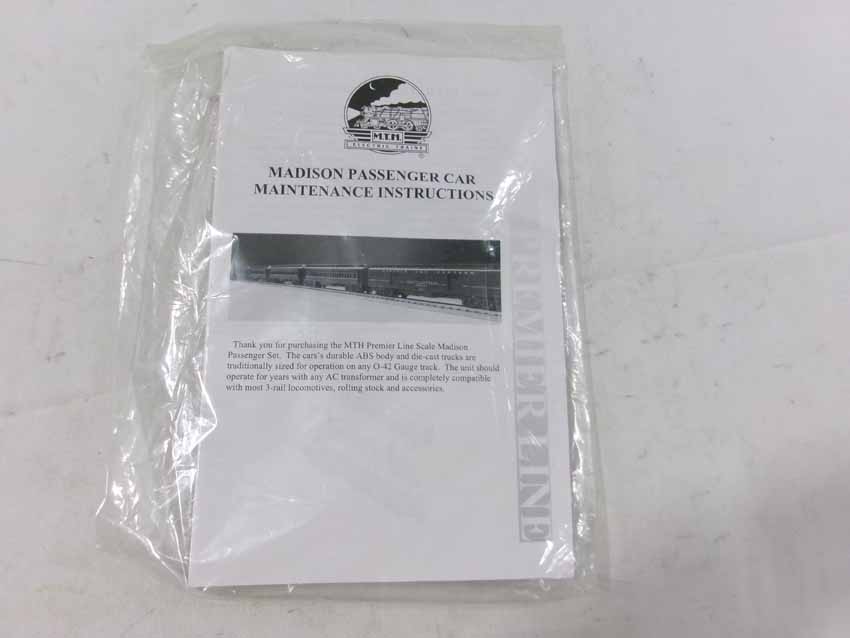 M.T.H.
ELECTRIC TRAINS
®
MADISON PASSENGER CAR
MAINTENANCE INSTRUCTIONS
Thank you for purchasing the MTH Premier Line Scale Madison
Passenger Set. The cars's durable ABS body and die-cast trucks are
traditionally sized for operation on any O-42 Gauge track. The unit should
operate for years with any AC transformer and is completely compatible
with most 3-rail locomotives, rolling stock and accessories.
PREMIER LINE